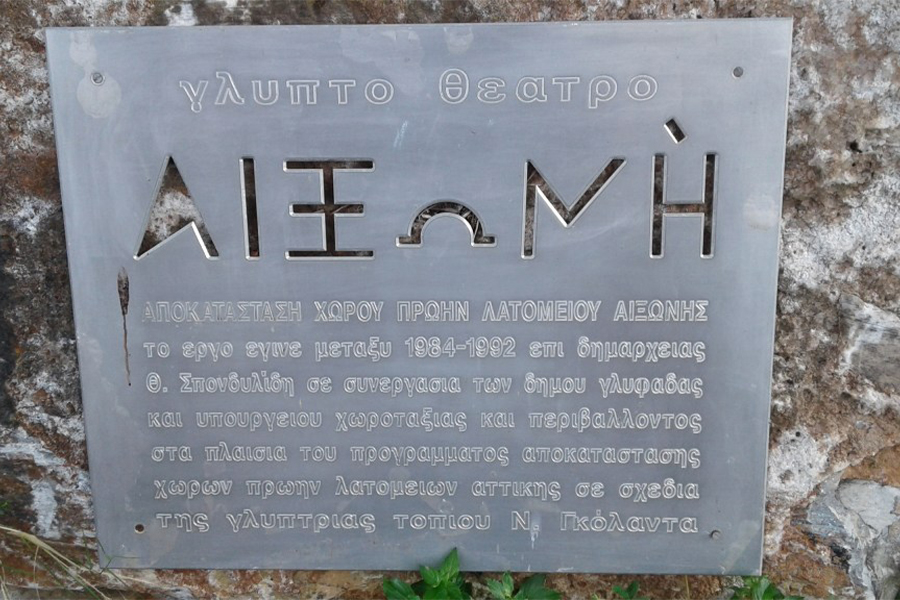 γλυπτο θεατρο
ΑΙΞΩΝΉ
ΑΠΟΚΑΤΑΣΤΑΣΗ ΧΩΡΟΥ ΠΡΩΗΝ ΛΑΤΟΜΕΙΟΥ ΑΙΞΩΝΗΣ
το εργο εγινε μεταξυ 1984-1992 επι δημαρχειας
Θ. Σπονδυλίδη σε συνεργασια των δημου γλυφαδας
και υπουργειου χωροταξιας και περιβαλλοντος
στα πλαισια του προγραμματος αποκαταστασης
χωρων πρωην λατομειων αττικης σε σχεδια
της γλυπτριας τοπιου Ν. Γκόλαντα